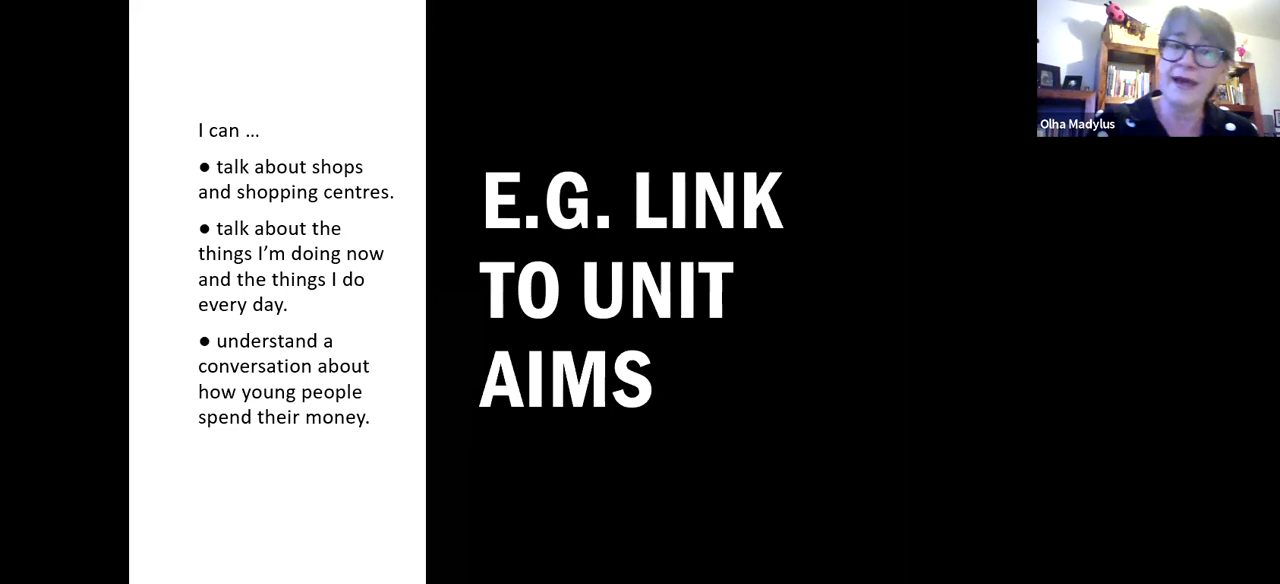 I can ...
● talk about shops
and shopping centres.
● talk about the
things I’m doing now
and the things I do
every day.
● understand a
conversation about
how young people
spend their money.
E.G. LINK
TO UNIT
AIMS
Olha Madylus